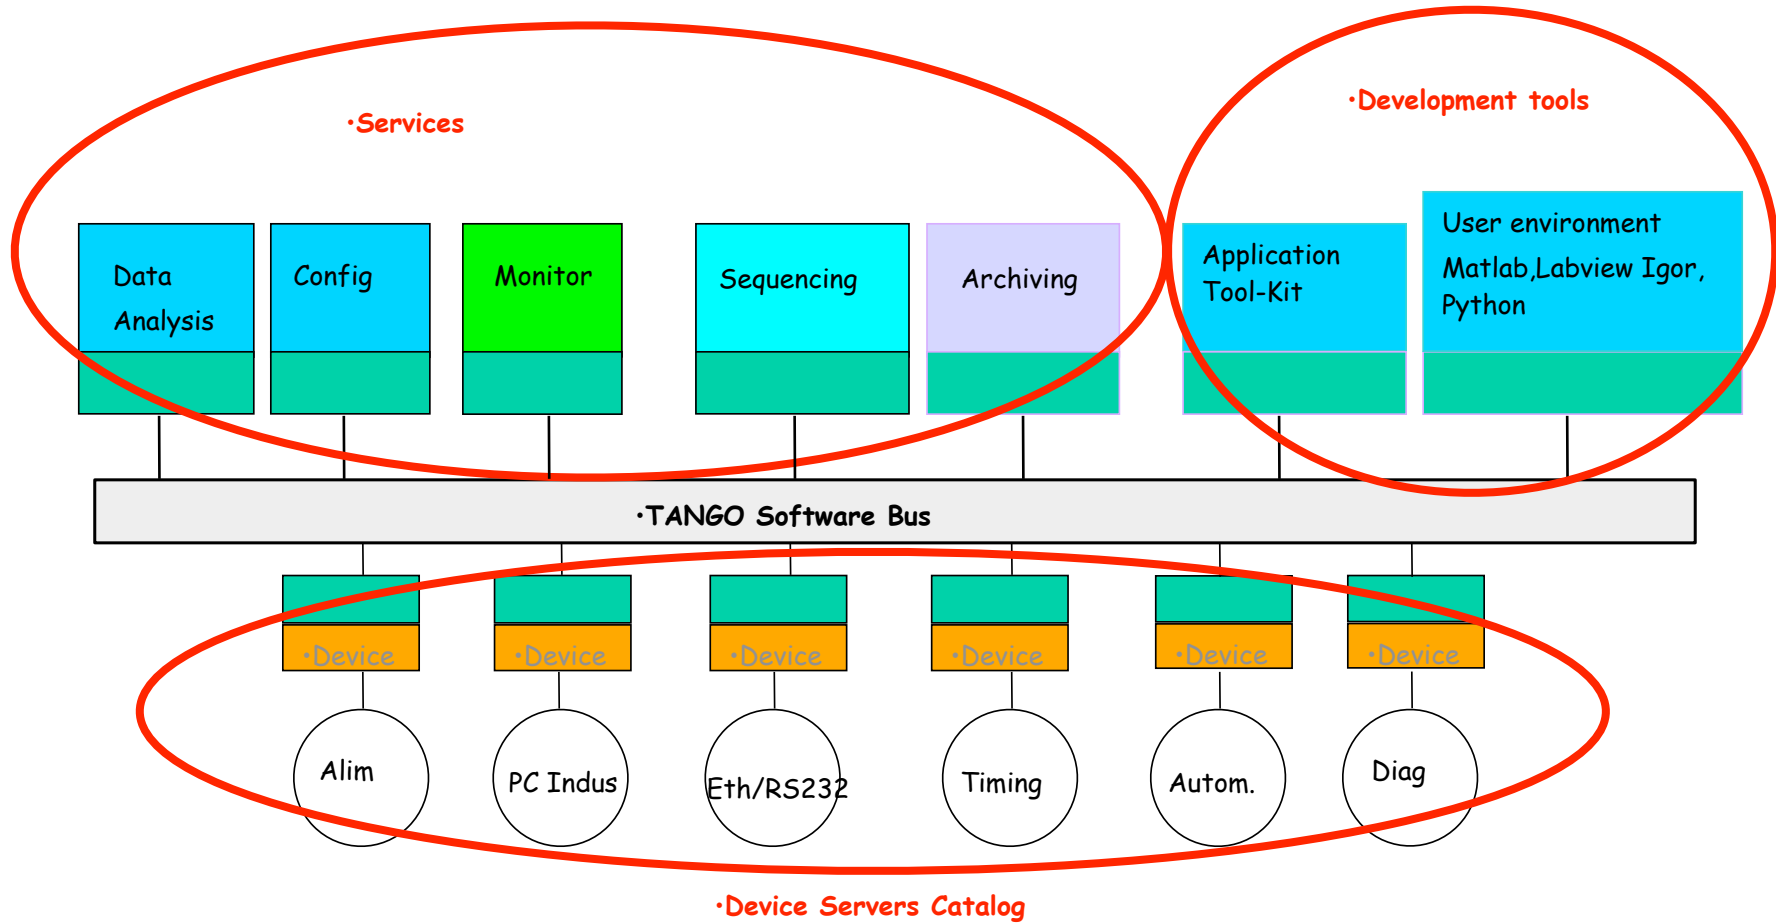 •Services
•Development tools
Data
Analysis
Config
Monitor
Sequencing
Archiving
Application
Tool-Kit
User environment
Matlab,Labview Igor,
Python
•TANGO Software Bus
•Device
•Device
•Device
•Device
•Device
•Device
Alim
PC Indus
Eth/RS232
Timing
Autom.
Diag
•Device Servers Catalog